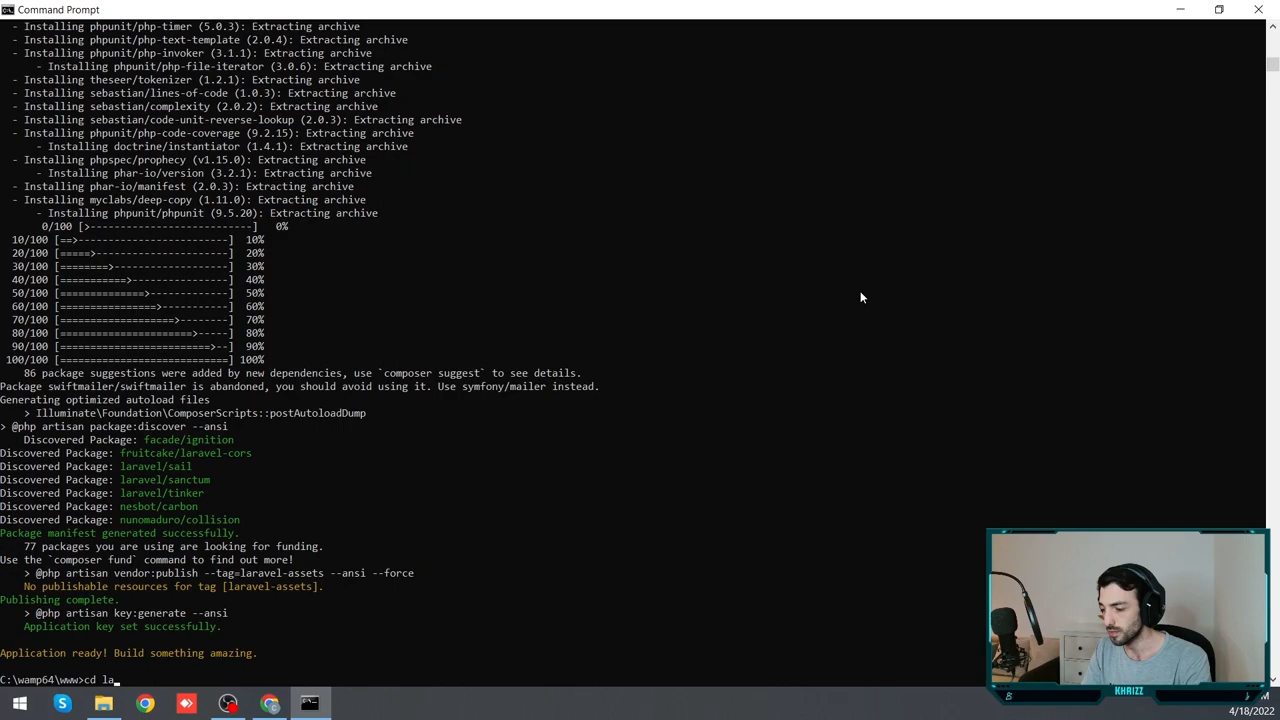 Command Prompt
- Installing phpunit/php-timer (5.0.3): Extracting archive
- Installing phpunit/php-text-template (2.0.4): Extracting archive
- Installing phpunit/php-invoker (3.1.1): Extracting archive
- Installing phpunit/php-file-iterator (3.0.6): Extracting archive
- Installing theseer/tokenizer (1.2.1): Extracting archive
- Installing sebastian/lines-of-code (1.0.3): Extracting archive
- Installing sebastian/complexity (2.0.2): Extracting archive
- Installing sebastian/code-unit-reverse-lookup (2.0.3): Extracting archive
- Installing phpunit/php-code-coverage (9.2.15): Extracting archive
- Installing doctrine/instantiator (1.4.1): Extracting archive
- Installing phpspec/prophecy (v1.15.0): Extracting archive
- Installing phar-io/version (3.2.1): Extracting archive
- Installing phar-io/manifest (2.0.3): Extracting archive
- Installing myclabs/deep-copy (1.11.0): Extracting archive
- Installing phpunit/phpunit (9.5.20): Extracting archive
0/100 [>---------------------------] 0%
10/100 [==>-------------------------] 10%
20/100 [=====>----------------------] 20%
30/100 [========>-------------------] 30%
40/100 [===========>----------------] 40%
50/100 [==============>-------------] 50%
60/100 [================>-----------] 60%
70/100 [===================>--------] 70%
80/100 [======================>-----] 80%
90/100 [=========================>--] 90%
100/100 [============================] 100%
86 package suggestions were added by new dependencies, use `composer suggest` to see details.
Package swiftmailer/swiftmailer is abandoned, you should avoid using it. Use symfony/mailer instead.
Generating optimized autoload files
> Illuminate\Foundation\ComposerScripts::postAutoloadDump
> @php artisan package:discover --ansi
Discovered Package: facade/ignition
Discovered Package: fruitcake/laravel-cors
Discovered Package: laravel/sail
Discovered Package: laravel/sanctum
Discovered Package: laravel/tinker
Discovered Package: nesbot/carbon
Discovered Package: nunomaduro/collision
Package manifest generated successfully.
77 packages you are using are looking for funding.
Use the `composer fund` command to find out more!
> @php artisan vendor:publish --tag=laravel-assets --ansi --force
No publishable resources for tag [laravel-assets].
Publishing complete.
> @php artisan key:generate --ansi
Application key set successfully.
Application ready! Build something amazing.
C:\wamp64\www>cd la
KHRIZZ
4/18/2022